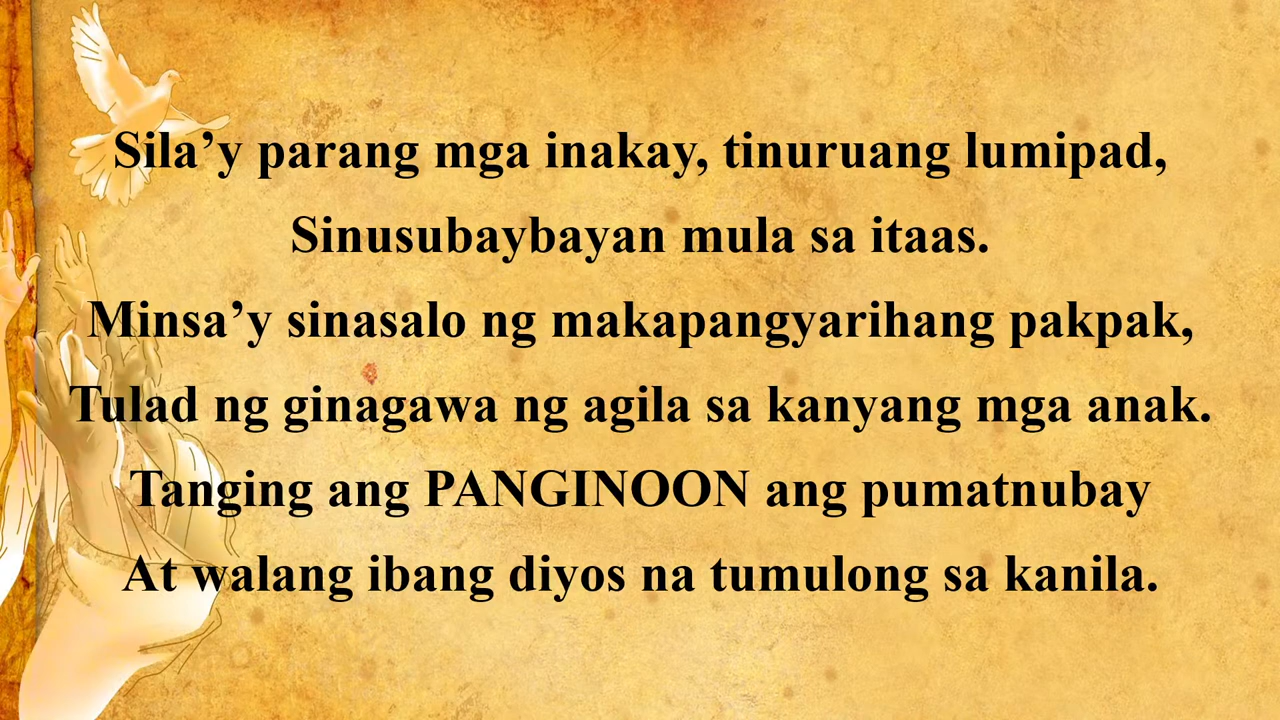 Sila’y parang mga inakay, tinuruang lumipad,
Sinusubaybayan mula sa itaas.
Minsa’y sinasalo ng makapangyarihang pakpak,
Tulad ng ginagawa ng agila sa kanyang mga anak.
Tanging ang PANGINOON ang pumatnubay
At walang ibang diyos na tumulong sa kanila.